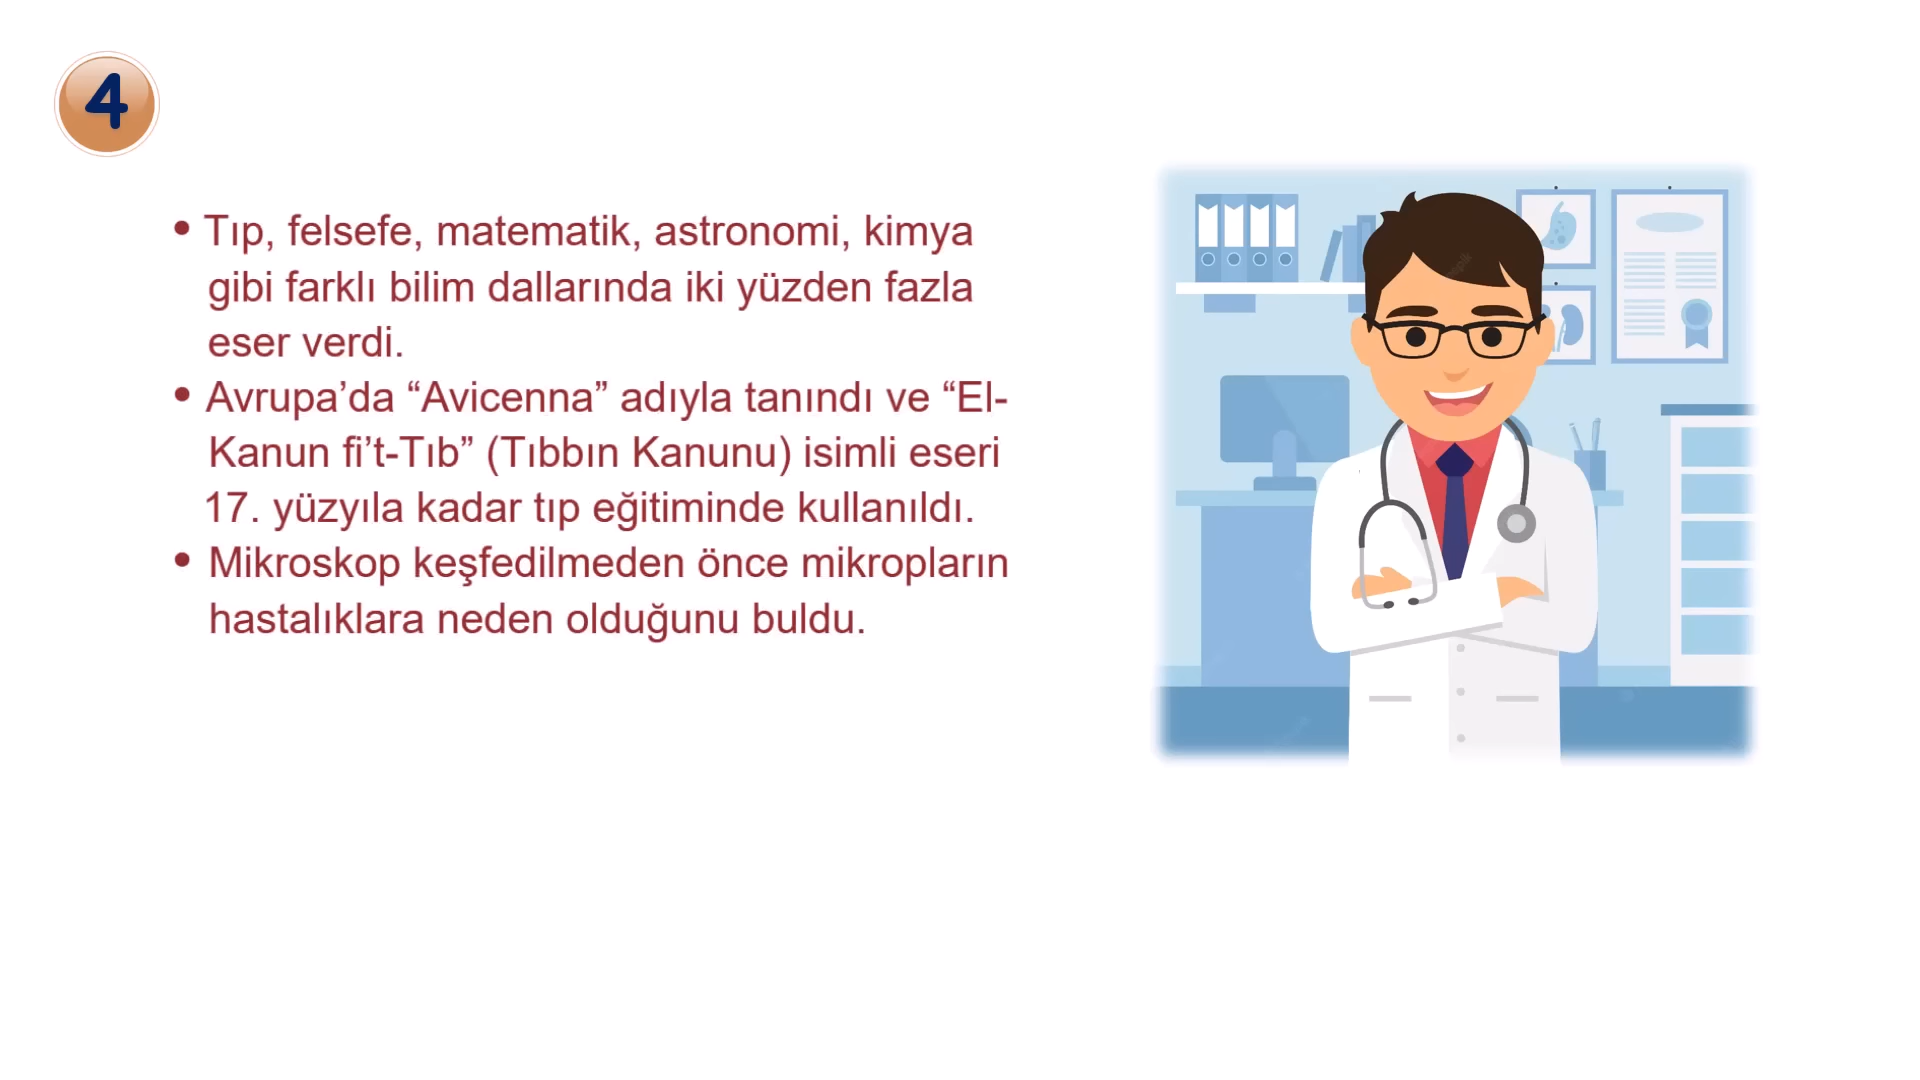 4
• Tıp, felsefe, matematik, astronomi, kimya
gibi farklı bilim dallarında iki yüzden fazla
eser verdi.
• Avrupa’da “Avicenna” adıyla tanındı ve “El-
Kanun fi’t-Tıb” (Tıbbın Kanunu) isimli eseri
17. yüzyıla kadar tıp eğitiminde kullanıldı.
• Mikroskop keşfedilmeden önce mikropların
hastalıklara neden olduğunu buldu.